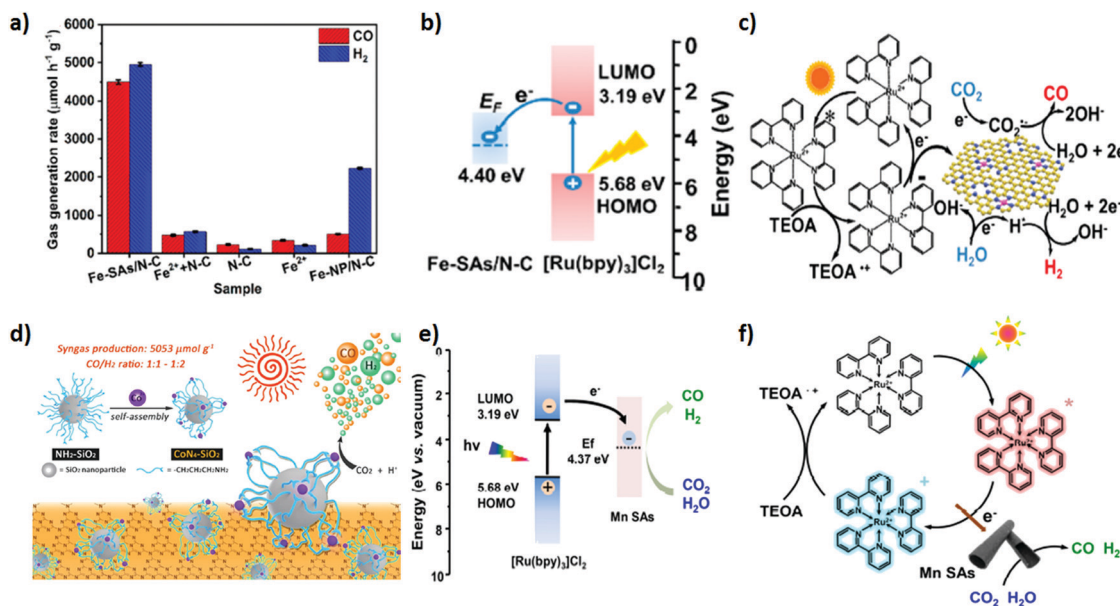 a)
Gas generation rate (μmol h⁻¹ g⁻¹)
6000
5000
4000
3000
2000
1000
0
CO
H₂
Fe-SAs/N-C
Fe²⁺+N-C
N-C
Fe²⁺
Fe-NP/N-C
Sample
b)
LUMO
3.19 eV
e⁻
E_F
4.40 eV
5.68 eV
HOMO
Fe-SAs/N-C
[Ru(bpy)₃]Cl₂
0
2
4
6
8
10
Energy (eV)
c)
N
Ru²⁺
*
TEOA
TEOA•⁺
e⁻
CO₂
e⁻
CO₂•⁻
CO
2OH⁻
H₂O + 2e⁻
OH⁻
H₂O
e⁻
H•
H₂O + 2e⁻
OH⁻
H₂
d)
Syngas production: 5053 μmol g⁻¹
CO/H₂ ratio: 1:1 - 1:2
Co
self-assembly
NH₂-SiO₂
CoN₄-SiO₂
= SiO₂ nanoparticle
= -CH₂CH₂CH₂NH₂
CO
H₂
CO₂ + H⁺
e)
Energy (eV vs. vacuum)
0
2
4
6
8
10
LUMO
3.19 eV
hν
5.68 eV
HOMO
[Ru(bpy)₃]Cl₂
e⁻
Ef
4.37 eV
Mn SAs
CO
H₂
CO₂
H₂O
f)
TEOA·⁺
TEOA
Ru²⁺
*
Ru²⁺
+
Ru²⁺
e⁻
Mn SAs
CO H₂
CO₂ H₂O